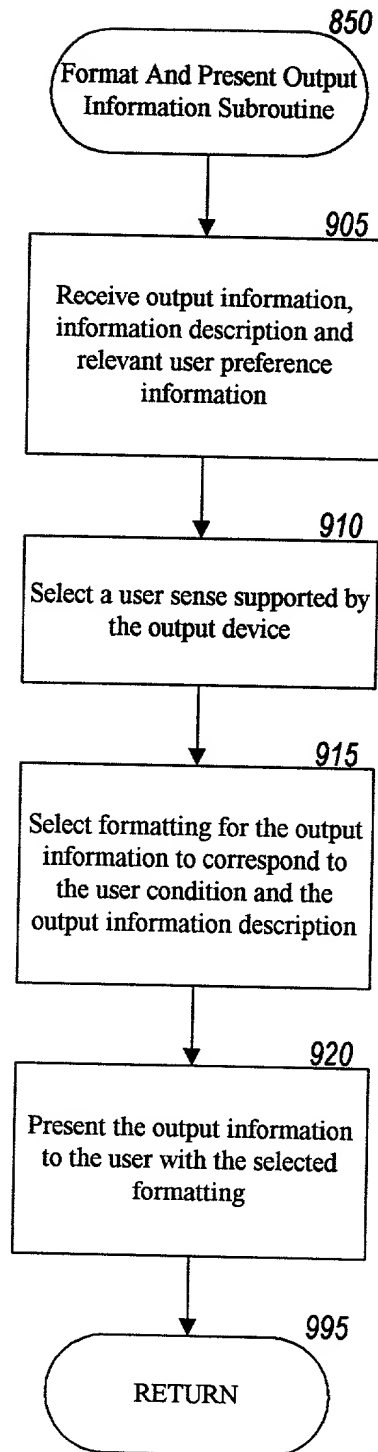 850
Format And Present Output
Information Subroutine
905
Receive output information,
information description and
relevant user preference
information
910
Select a user sense supported by
the output device
915
Select formatting for the output
information to correspond to
the user condition and the
output information description
920
Present the output information
to the user with the selected
formatting
995
RETURN